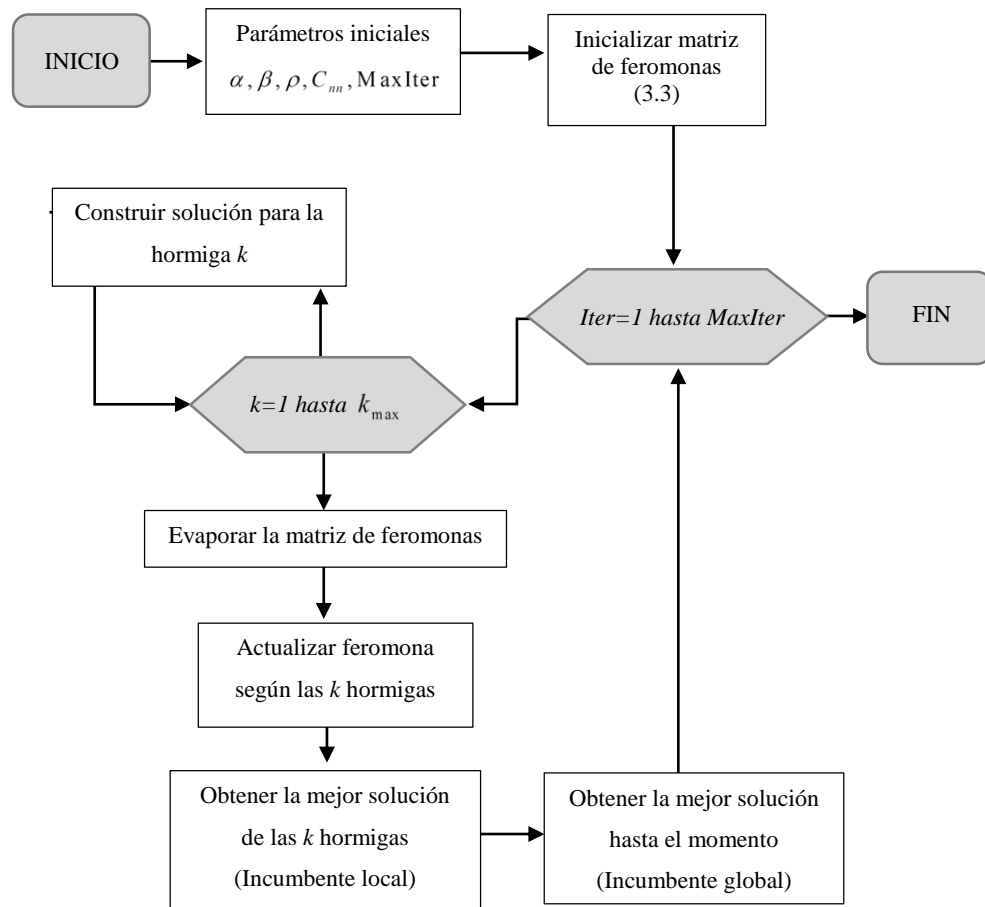 INICIO
Parámetros iniciales
α, β, ρ, Cnn, MaxIter
Inicializar matriz
de feromonas
(3.3)
Construir solución para la
hormiga k
Iter=1 hasta MaxIter
FIN
k=1 hasta kmax
Evaporar la matriz de feromonas
Actualizar feromona
según las k hormigas
Obtener la mejor solución
de las k hormigas
(Incumbente local)
Obtener la mejor solución
hasta el momento
(Incumbente global)